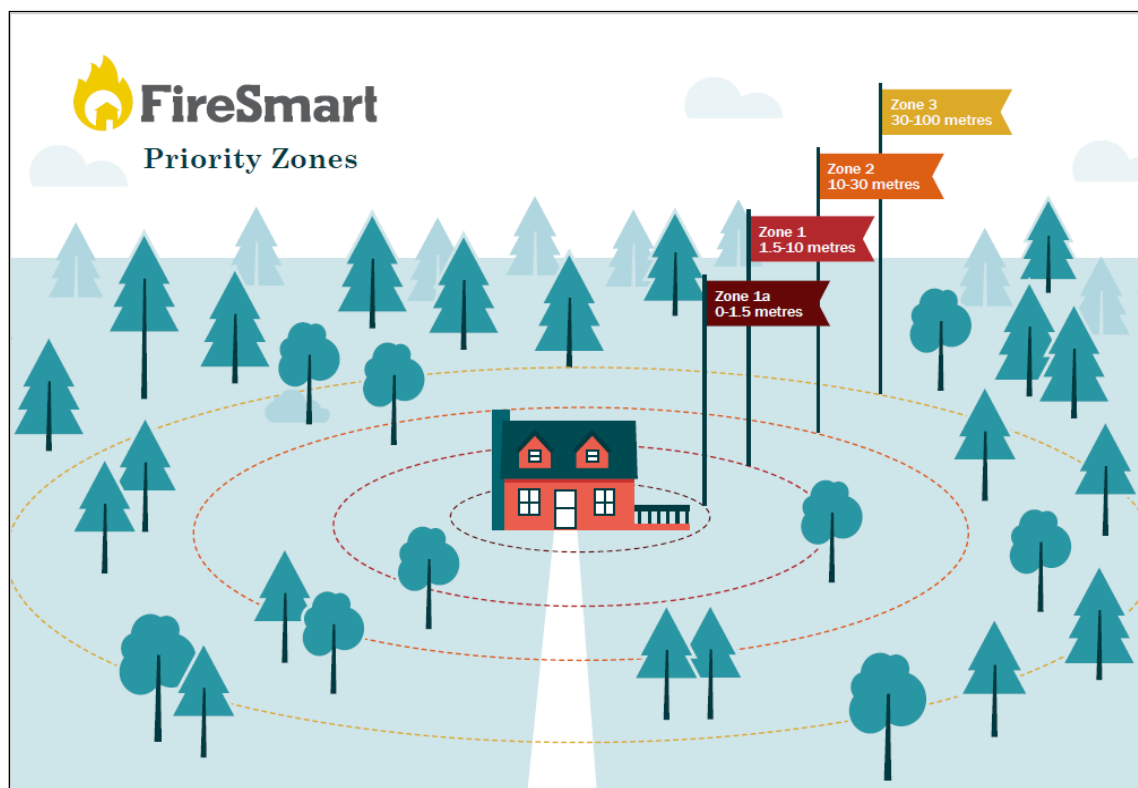 FireSmart
Priority Zones
Zone 3
30-100 metres
Zone 2
10-30 metres
Zone 1
1.5-10 metres
Zone 1a
0-1.5 metres